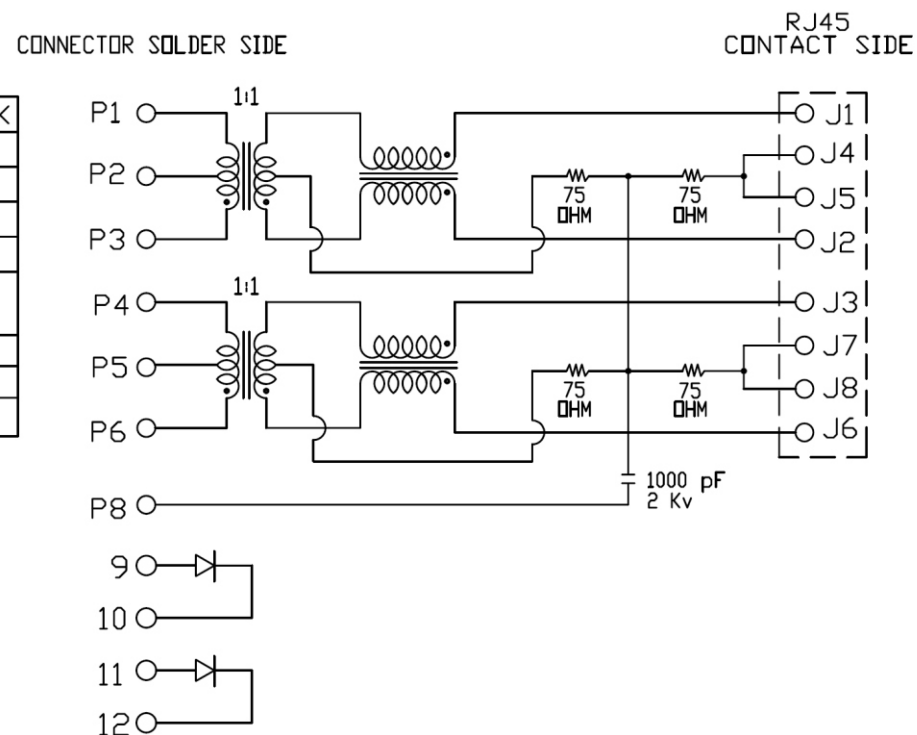 RJ45
CONNECTOR SOLDER SIDE
CONTACT SIDE
1:1
P1
J1
J4
P2
75
OHM
75
OHM
J5
P3
J2
1:1
P4
J3
J7
P5
75
OHM
75
OHM
J8
P6
J6
1000 pF
2 Kv
P8
9
10
11
12